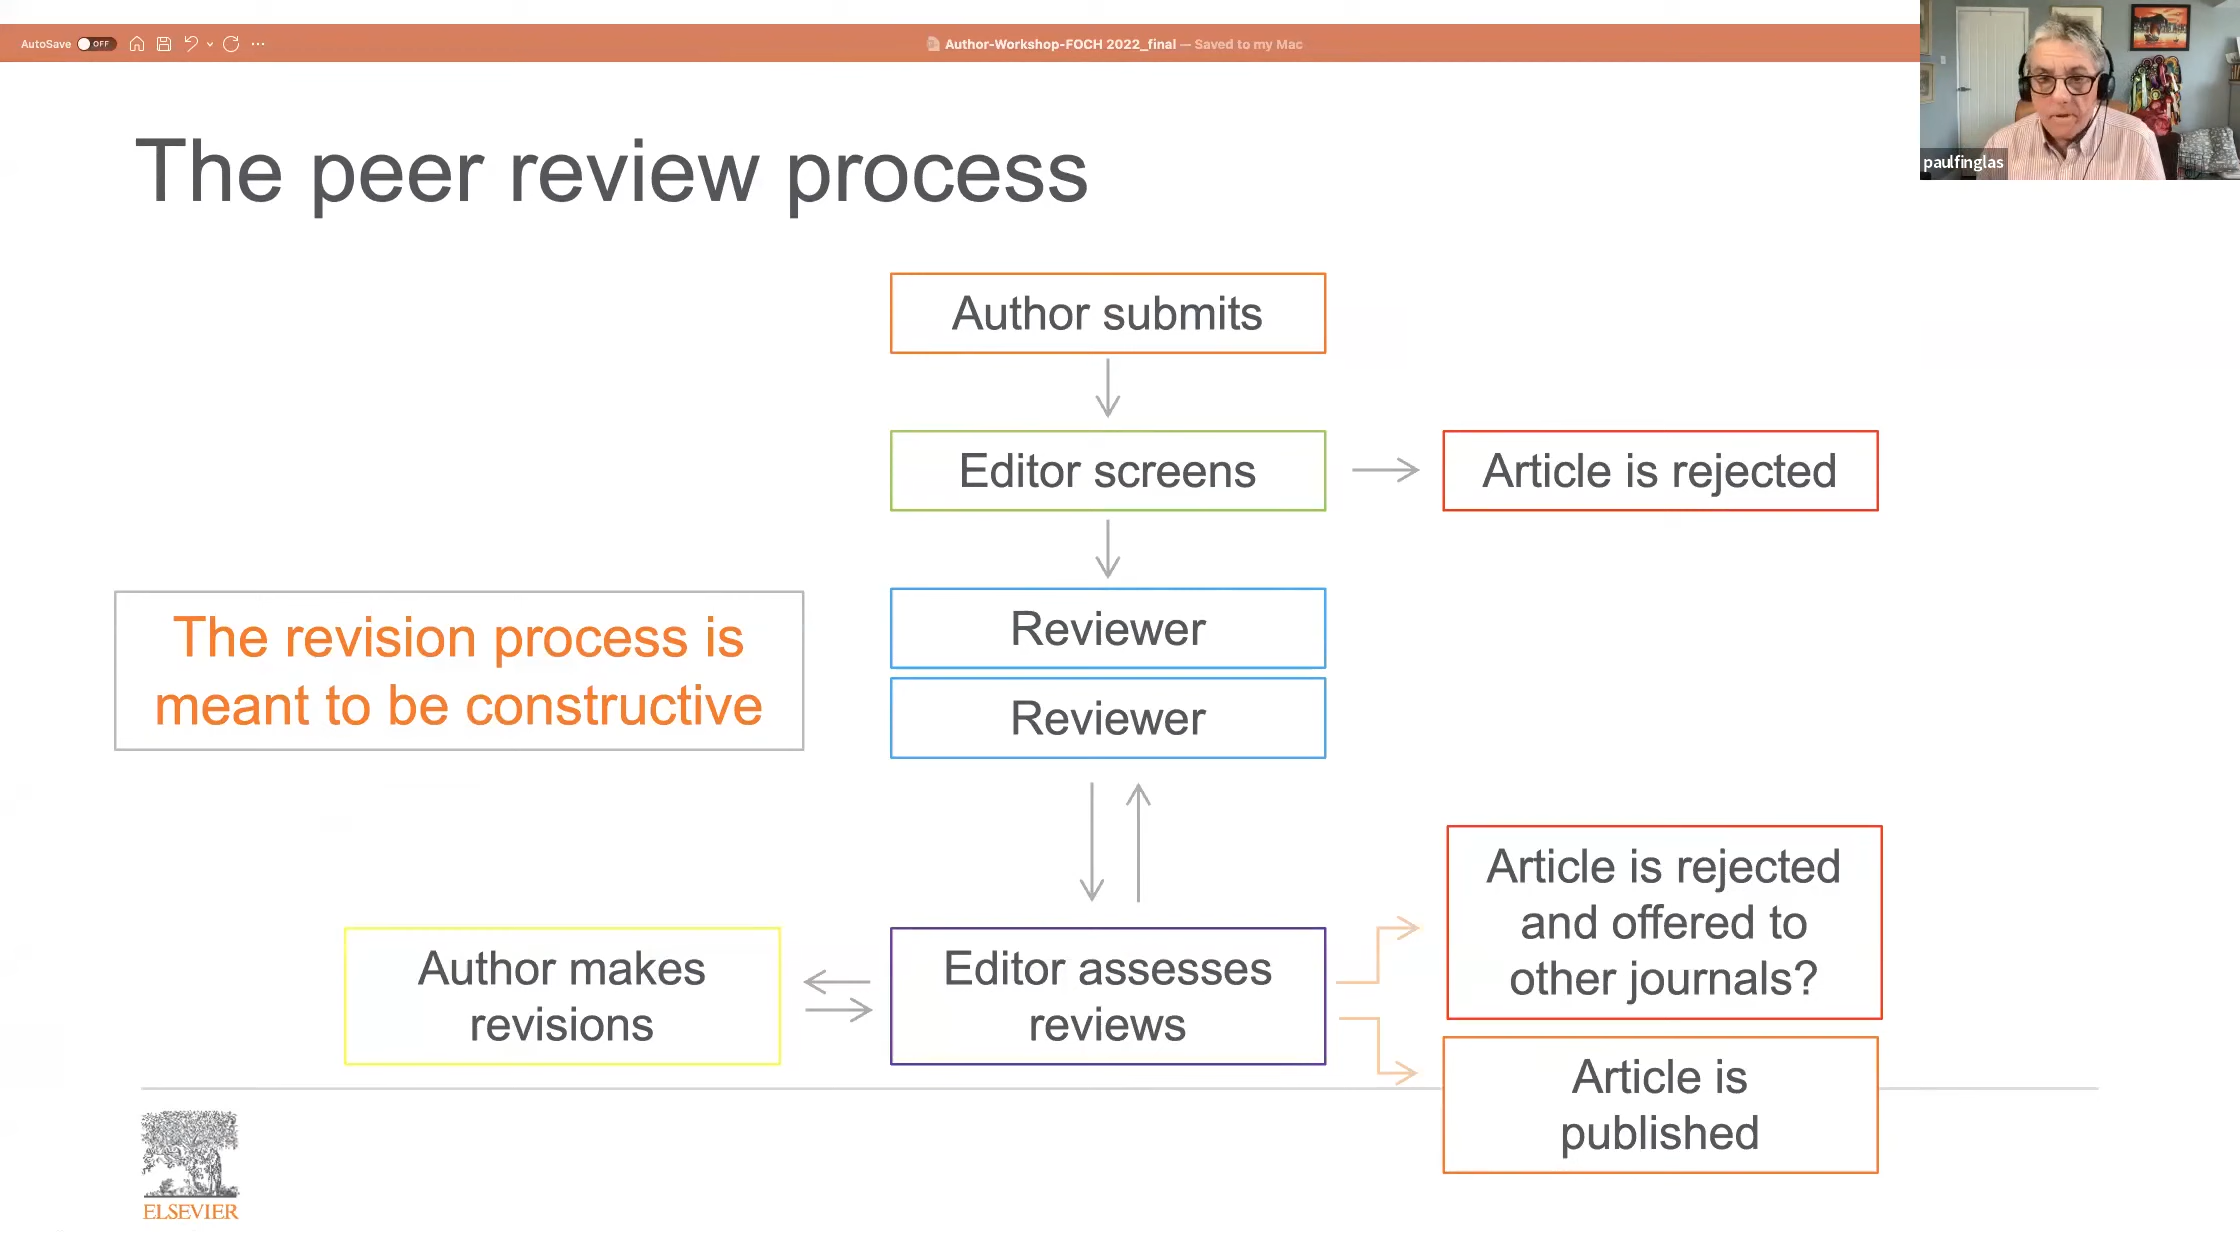 AutoSave OFF
Author-Workshop-FOCH 2022_final — Saved to my Mac
paulfinglas
The peer review process
Author submits
Editor screens
Article is rejected
Reviewer
The revision process is
meant to be constructive
Reviewer
Article is rejected
and offered to
other journals?
Author makes
revisions
Editor assesses
reviews
Article is
published
ELSEVIER